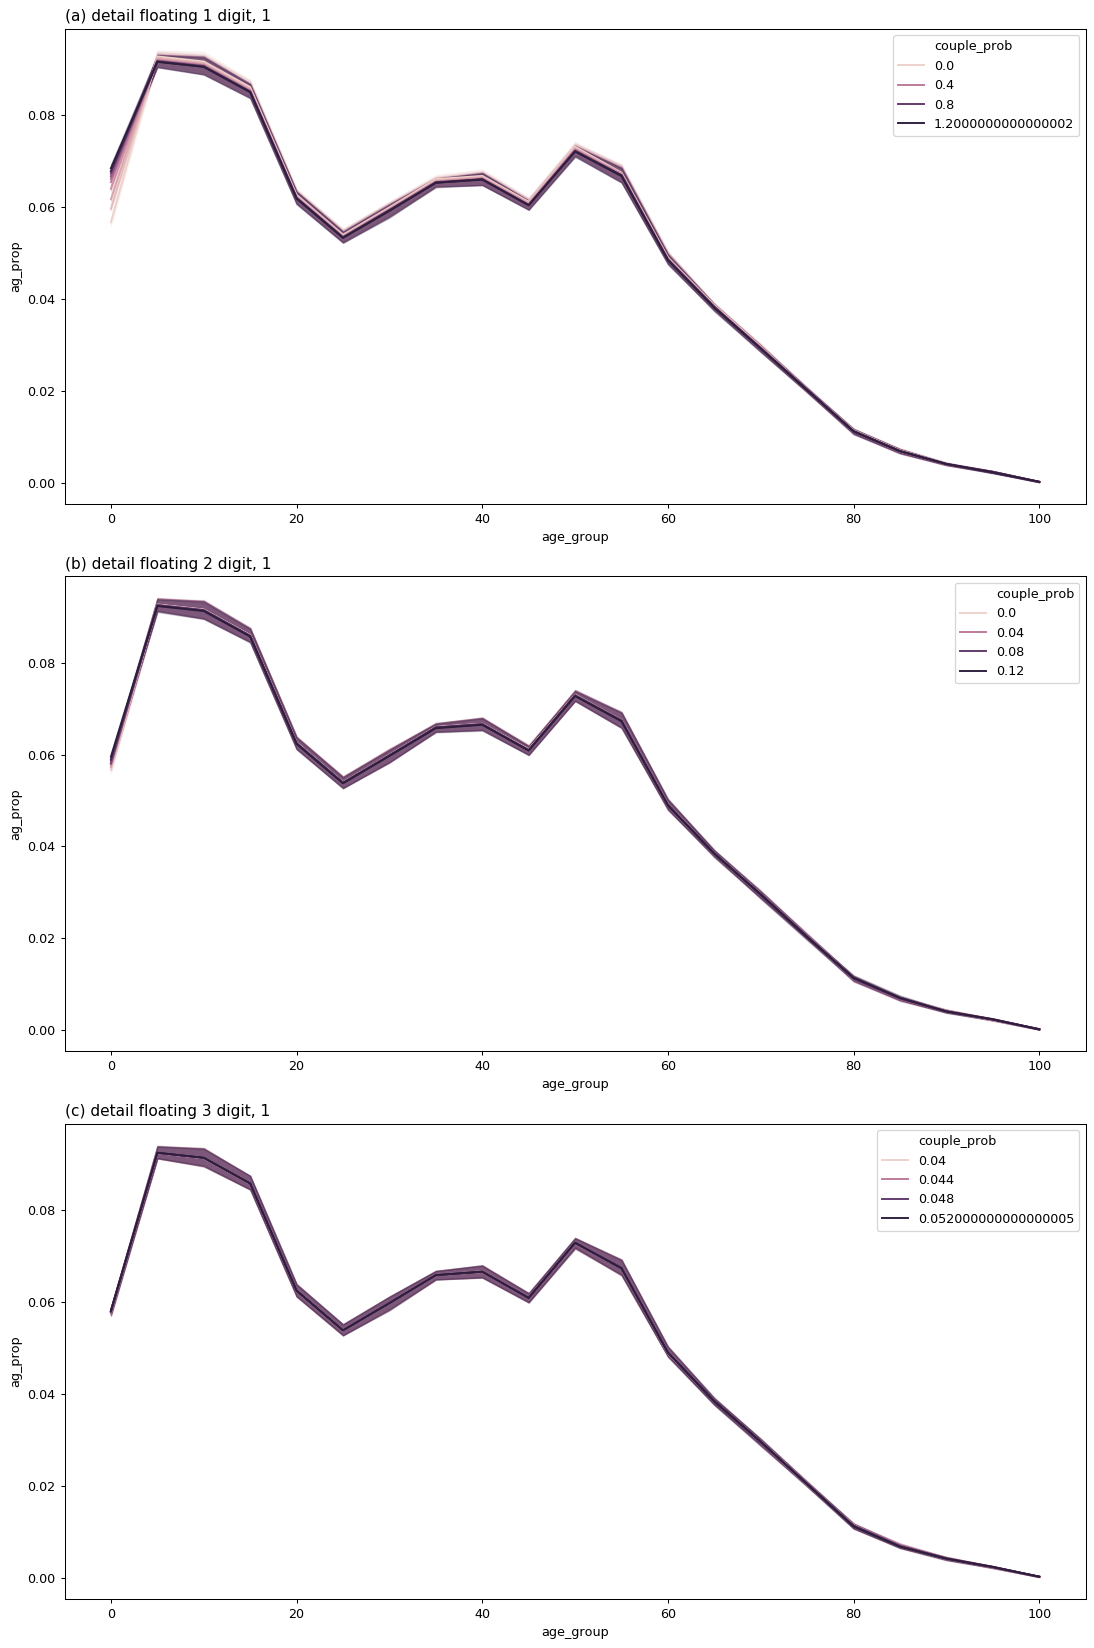 (a) detail floating 1 digit, 1
couple_prob
0.0
0.4
0.8
1.2000000000000002
ag_prop
0.08
0.06
0.04
0.02
0.00
0 20 40 60 80 100
age_group
(b) detail floating 2 digit, 1
couple_prob
0.0
0.04
0.08
0.12
ag_prop
0.08
0.06
0.04
0.02
0.00
0 20 40 60 80 100
age_group
(c) detail floating 3 digit, 1
couple_prob
0.04
0.044
0.048
0.052000000000000005
ag_prop
0.08
0.06
0.04
0.02
0.00
0 20 40 60 80 100
age_group